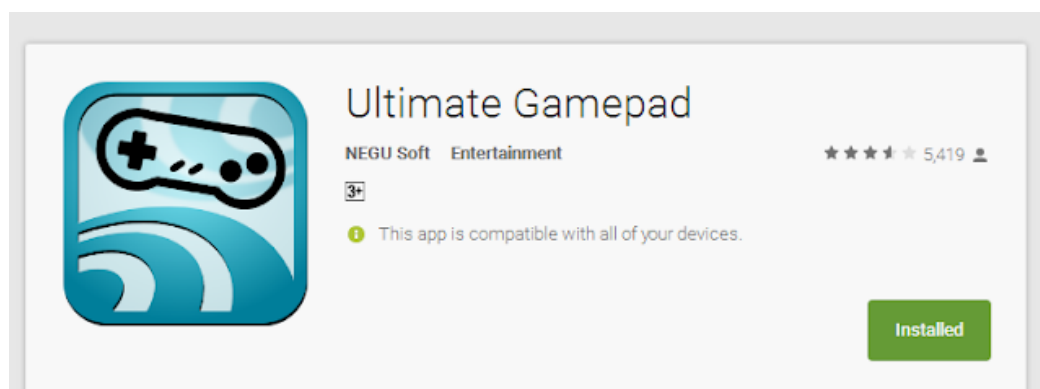 Ultimate Gamepad
NEGU Soft Entertainment
5,419
3+
This app is compatible with all of your devices.
Installed